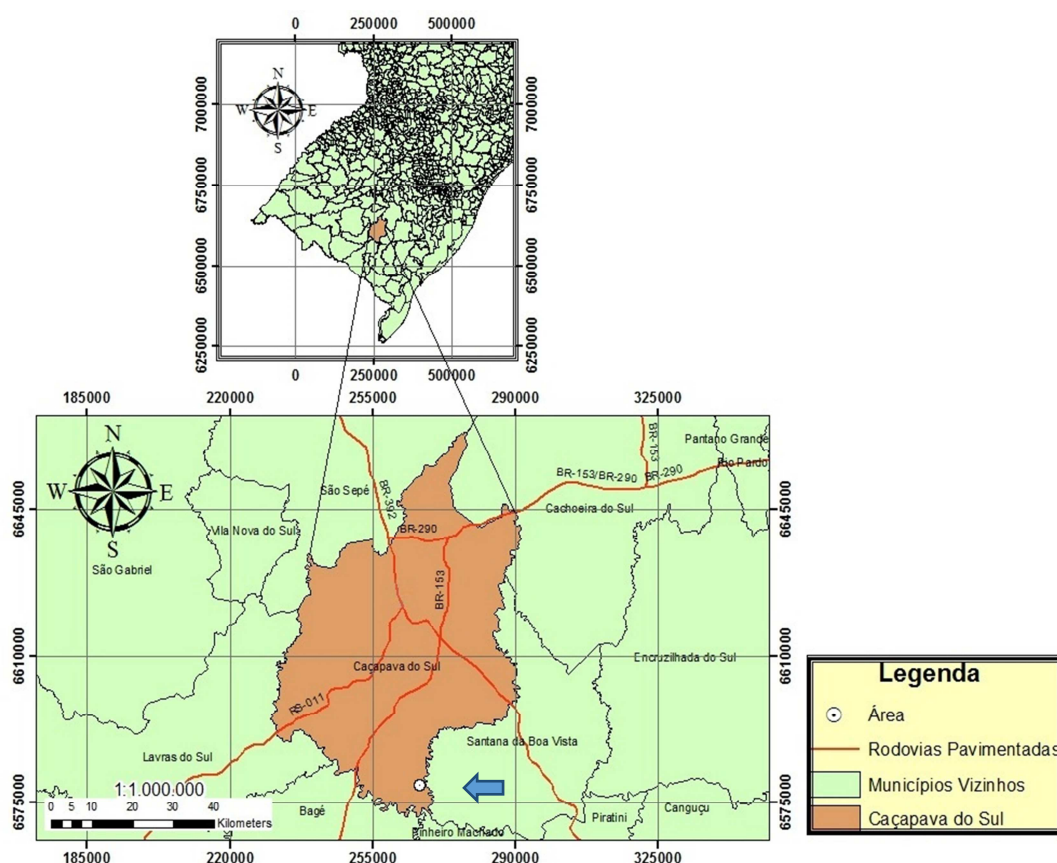 0 250000 500000
N
W E
S
7000000 7000000
6750000 6750000
6500000 6500000
6250000 6250000
0 250000 500000
185000 220000 255000 290000 325000
N
W E
S
6645000 6645000
6610000 6610000
6575000 6575000
Pantano Grande
Rio Pardo
BR-153
BR-153/BR-290 BR-290
São Sepé
BR-392
Cachoeira do Sul
Vila Nova do Sul
BR-290
São Gabriel
BR-153
Caçapava do Sul
Encruzilhada do Sul
RS-011
Lavras do Sul
Santana da Boa Vista
1:1.000.000
0 5 10 20 30 40
Kilometers
Bagé
Pinheiro Machado
Piratini
Canguçu
185000 220000 255000 290000 325000
Legenda
Área
Rodovias Pavimentadas
Municípios Vizinhos
Caçapava do Sul